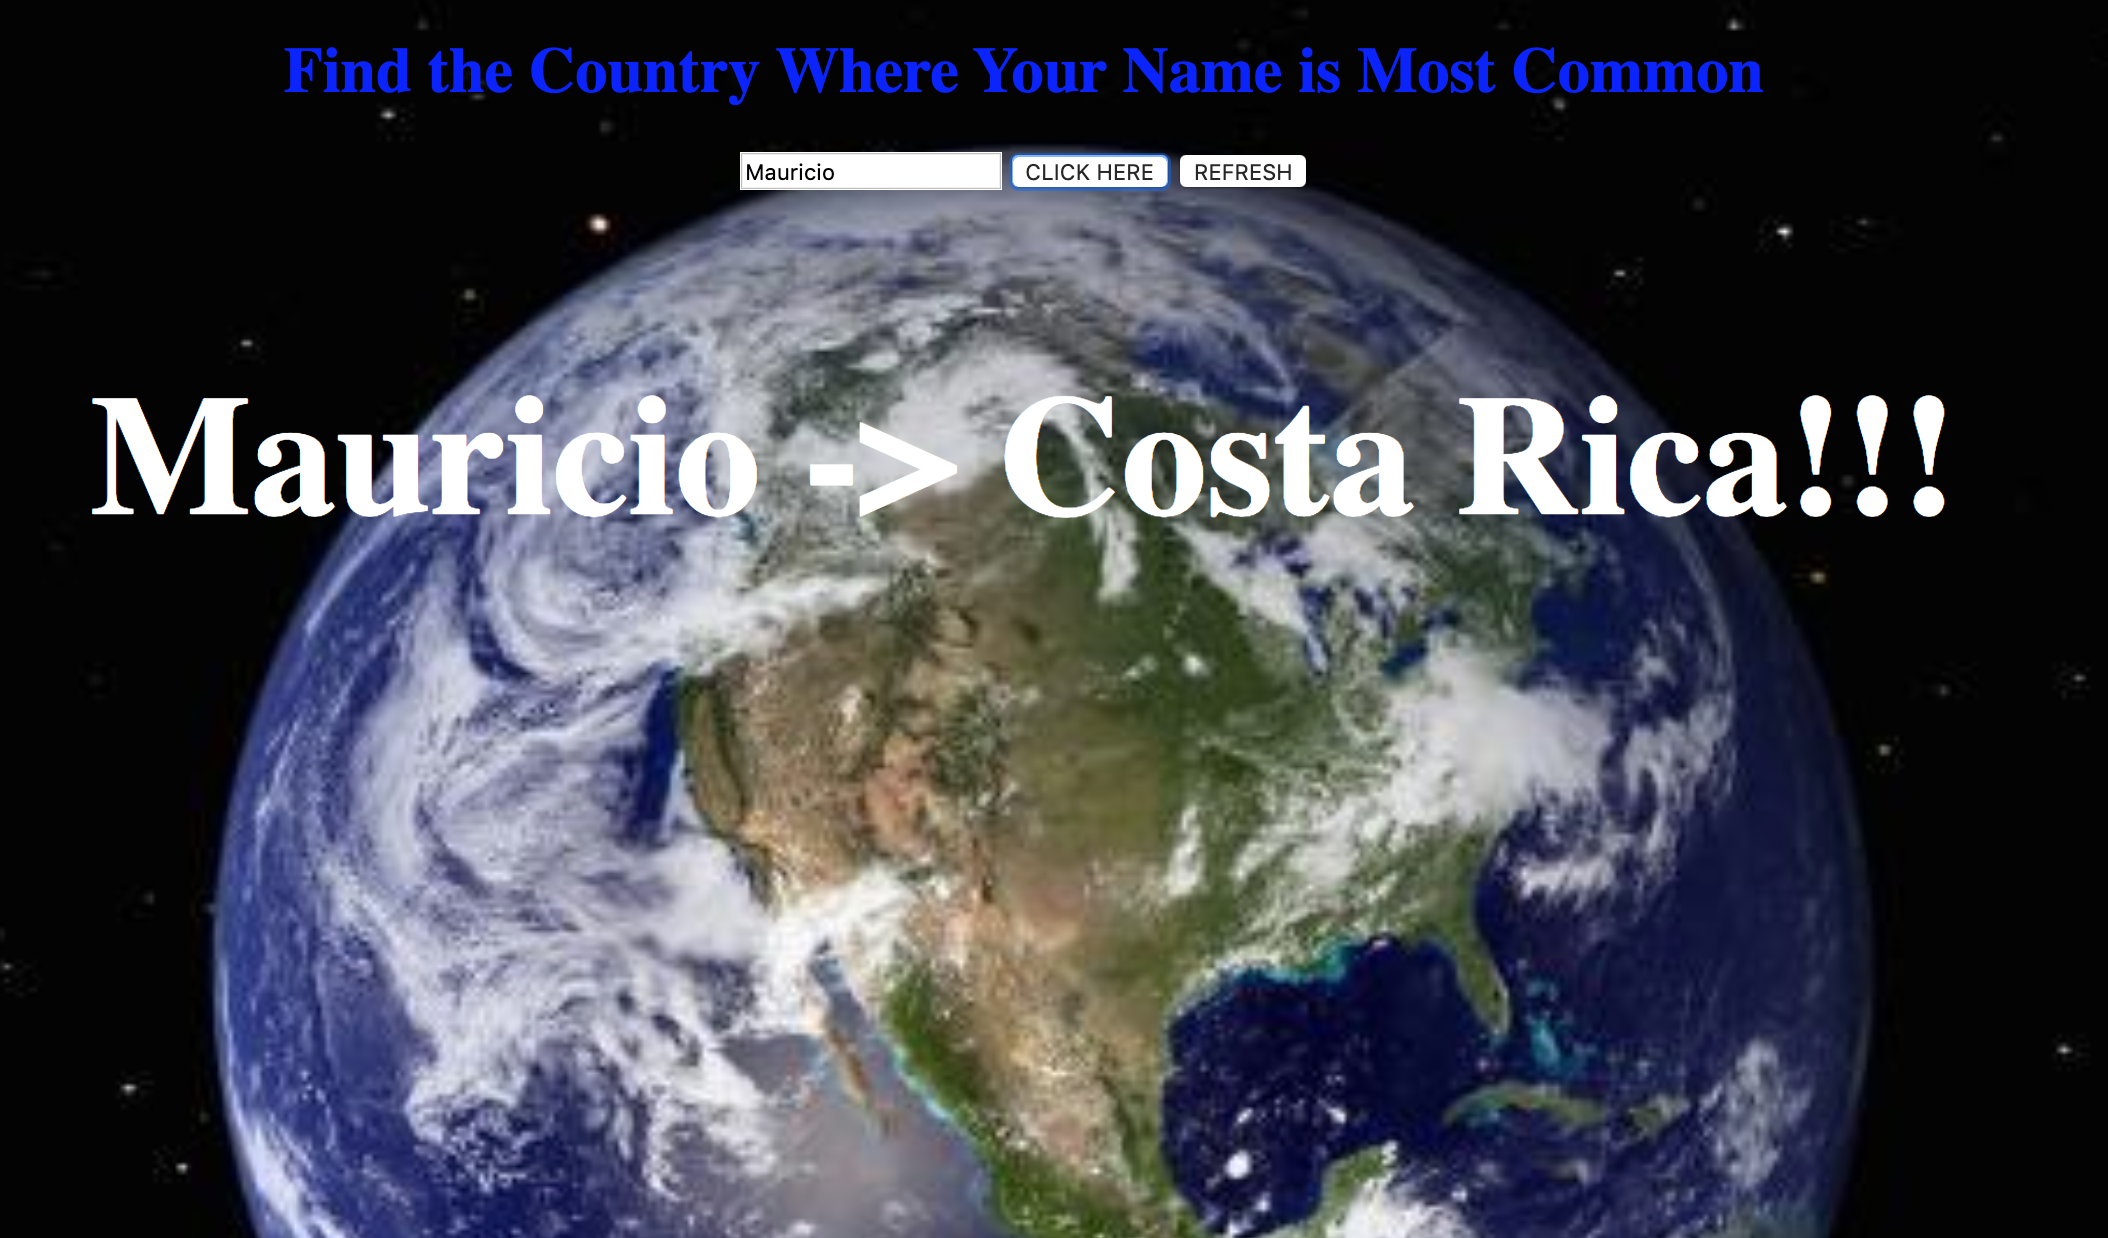 Find the Country Where Your Name is Most Common
Mauricio CLICK HERE REFRESH
Mauricio -> Costa Rica!!!